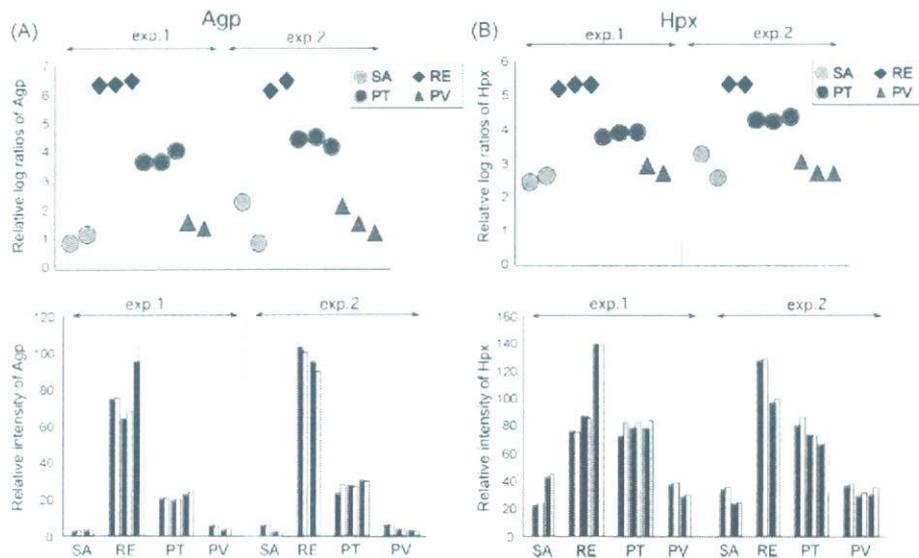 (A)
Agp
exp.1
exp.2
Relative log ratios of Agp
7
6
5
4
3
2
1
0
SA
RE
PT
PV
(B)
Hpx
exp.1
exp.2
Relative log ratios of Hpx
6
5
4
3
2
1
0
SA
RE
PT
PV
exp.1
exp.2
Relative intensity of Agp
120
100
80
60
40
20
0
SA RE PT PV SA RE PT PV
exp.1
exp.2
Relative intensity of Hpx
160
140
120
100
80
60
40
20
0
SA RE PT PV SA RE PT PV